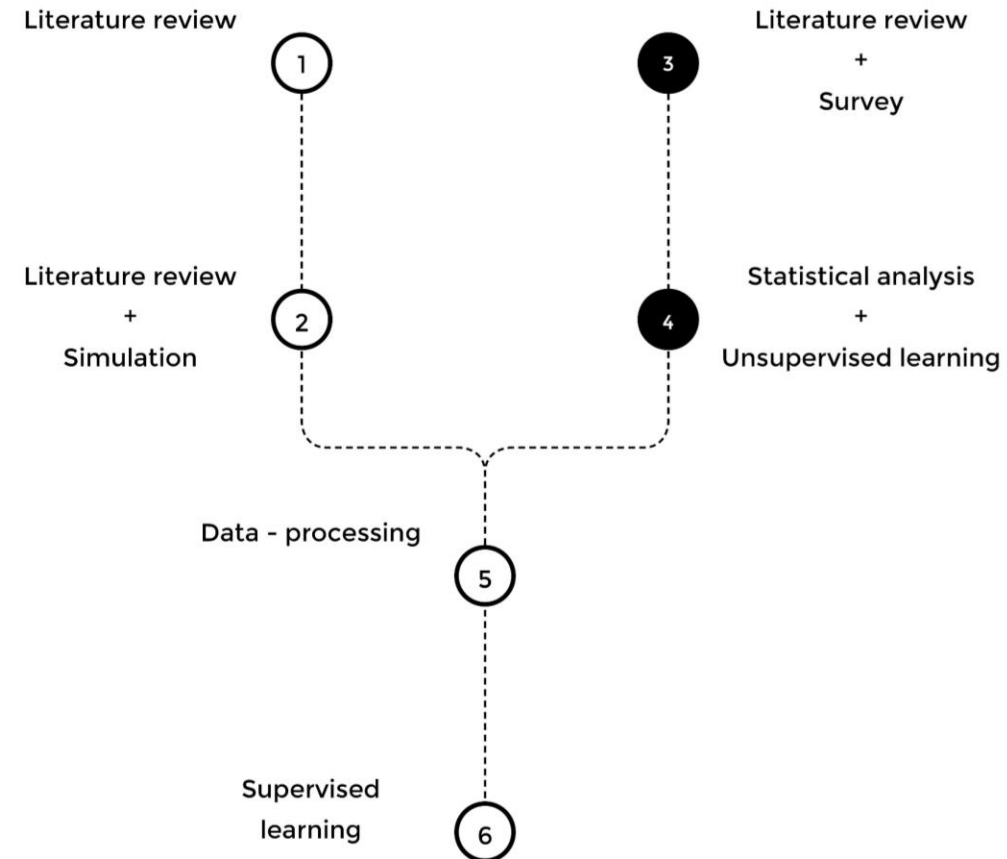 Literature review
1
3
Literature review
+
Survey
Literature review
+
Simulation
2
4
Statistical analysis
+
Unsupervised learning
Data - processing
5
Supervised
learning
6